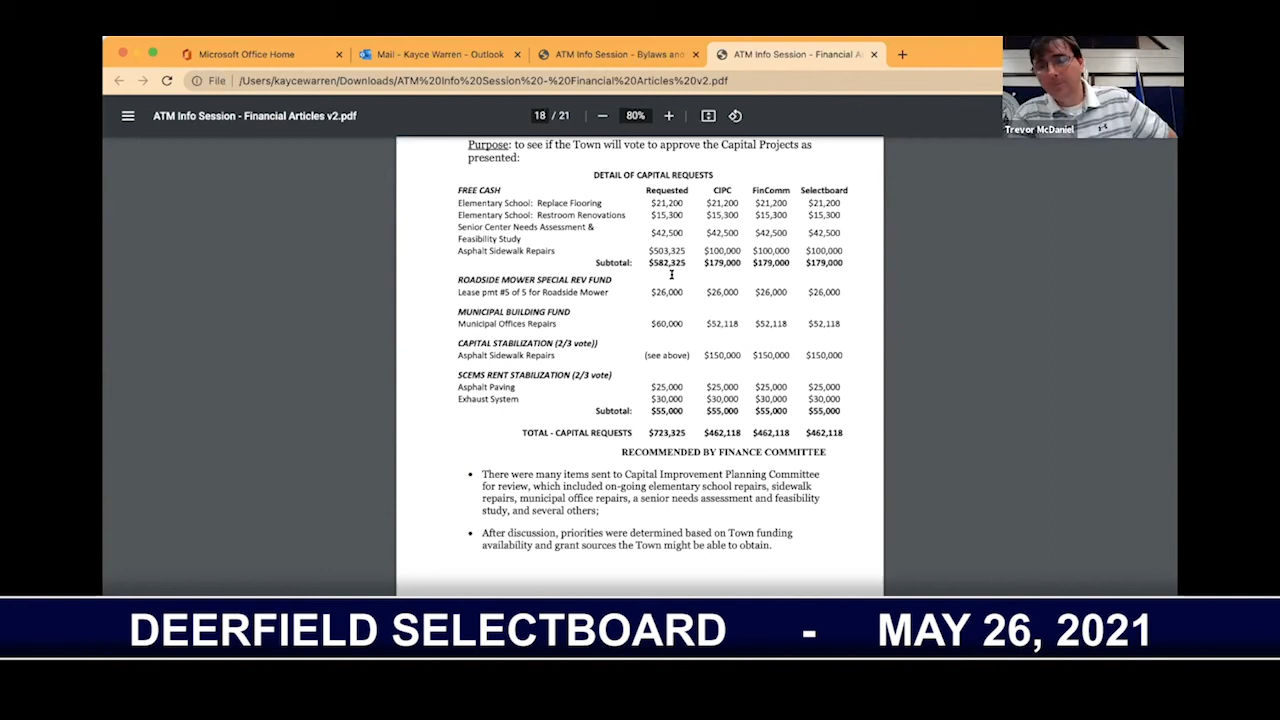 Microsoft Office Home
Mail - Kayce Warren - Outlook
ATM Info Session - Bylaws and
ATM Info Session - Financial A
File /Users/kaycewarren/Downloads/ATM%20Info%20Session%20-%20Financial%20Articles%20v2.pdf
ATM Info Session - Financial Articles v2.pdf
18 / 21
80%
Trevor McDaniel
Purpose: to see if the Town will vote to approve the Capital Projects as
presented:
DETAIL OF CAPITAL REQUESTS
FREE CASH Requested CIPC FinComm Selectboard
Elementary School: Replace Flooring $21,200 $21,200 $21,200 $21,200
Elementary School: Restroom Renovations $15,300 $15,300 $15,300 $15,300
Senior Center Needs Assessment &
Feasibility Study $42,500 $42,500 $42,500 $42,500
Asphalt Sidewalk Repairs $503,325 $100,000 $100,000 $100,000
Subtotal: $582,325 $179,000 $179,000 $179,000
ROADSIDE MOWER SPECIAL REV FUND
Lease pmt #5 of 5 for Roadside Mower $26,000 $26,000 $26,000 $26,000
MUNICIPAL BUILDING FUND
Municipal Offices Repairs $60,000 $52,118 $52,118 $52,118
CAPITAL STABILIZATION (2/3 vote))
Asphalt Sidewalk Repairs (see above) $150,000 $150,000 $150,000
SCEMS RENT STABILIZATION (2/3 vote)
Asphalt Paving $25,000 $25,000 $25,000 $25,000
Exhaust System $30,000 $30,000 $30,000 $30,000
Subtotal: $55,000 $55,000 $55,000 $55,000
TOTAL - CAPITAL REQUESTS $723,325 $462,118 $462,118 $462,118
RECOMMENDED BY FINANCE COMMITTEE
• There were many items sent to Capital Improvement Planning Committee
for review, which included on-going elementary school repairs, sidewalk
repairs, municipal office repairs, a senior needs assessment and feasibility
study, and several others;
• After discussion, priorities were determined based on Town funding
availability and grant sources the Town might be able to obtain.
DEERFIELD SELECTBOARD - MAY 26, 2021